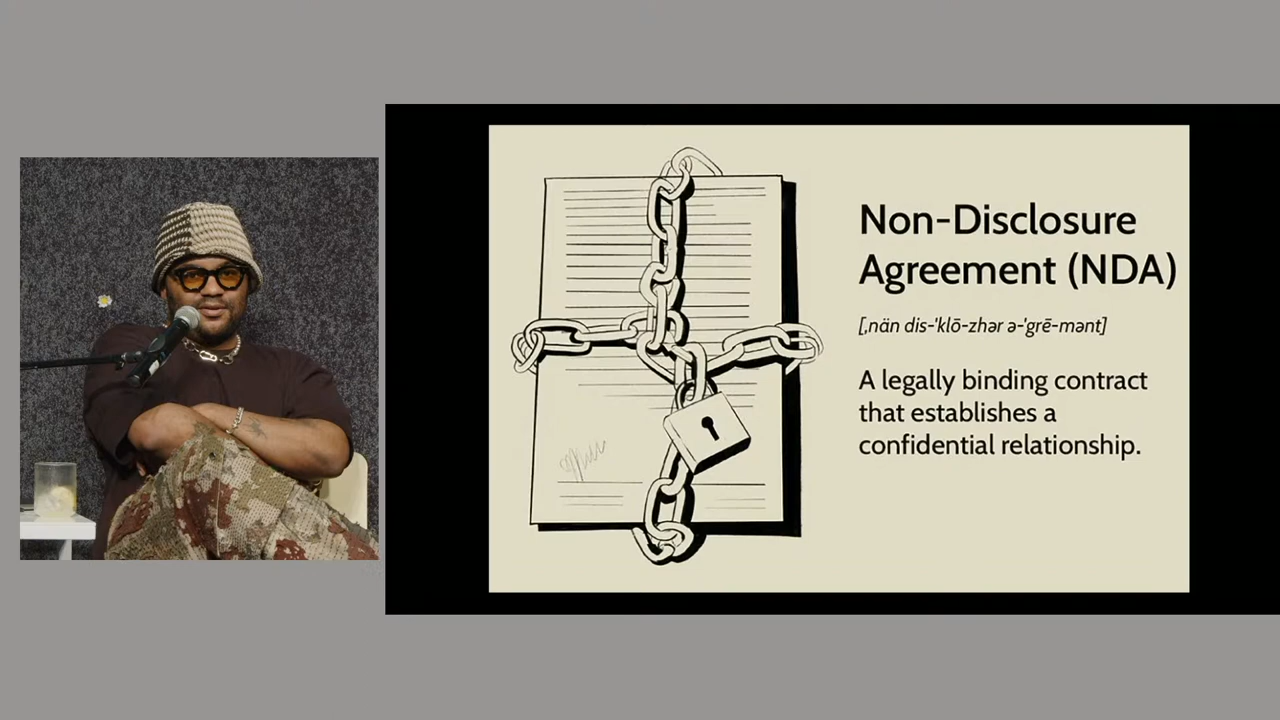 Non-Disclosure
Agreement (NDA)
[ˌnän dis-ˈklō-zhər ə-ˈgrē-mənt]
A legally binding contract
that establishes a
confidential relationship.